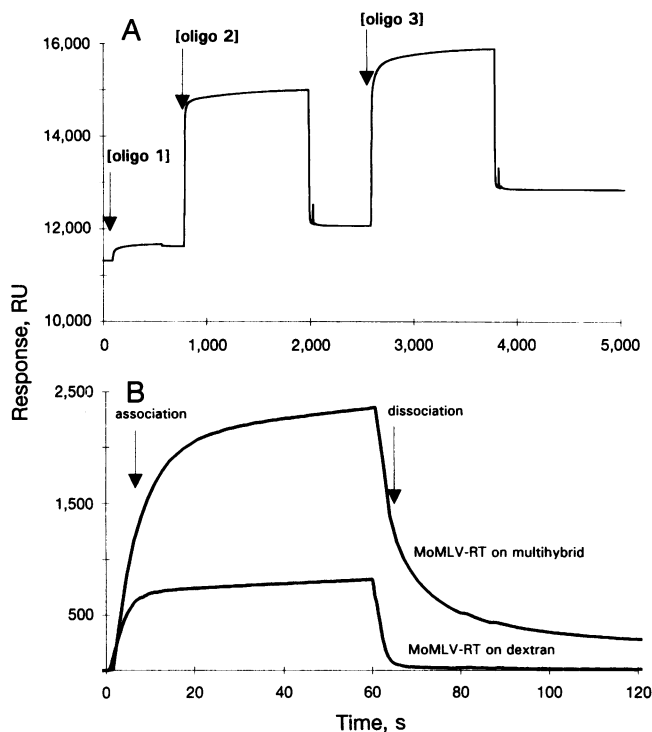 A
[oligo 2]
[oligo 3]
[oligo 1]
16,000
14,000
12,000
10,000
0
1,000
2,000
3,000
4,000
5,000
Response, RU
B
association
dissociation
MoMLV-RT on multihybrid
MoMLV-RT on dextran
2,500
1,500
500
0
20
40
60
80
100
120
Time, s